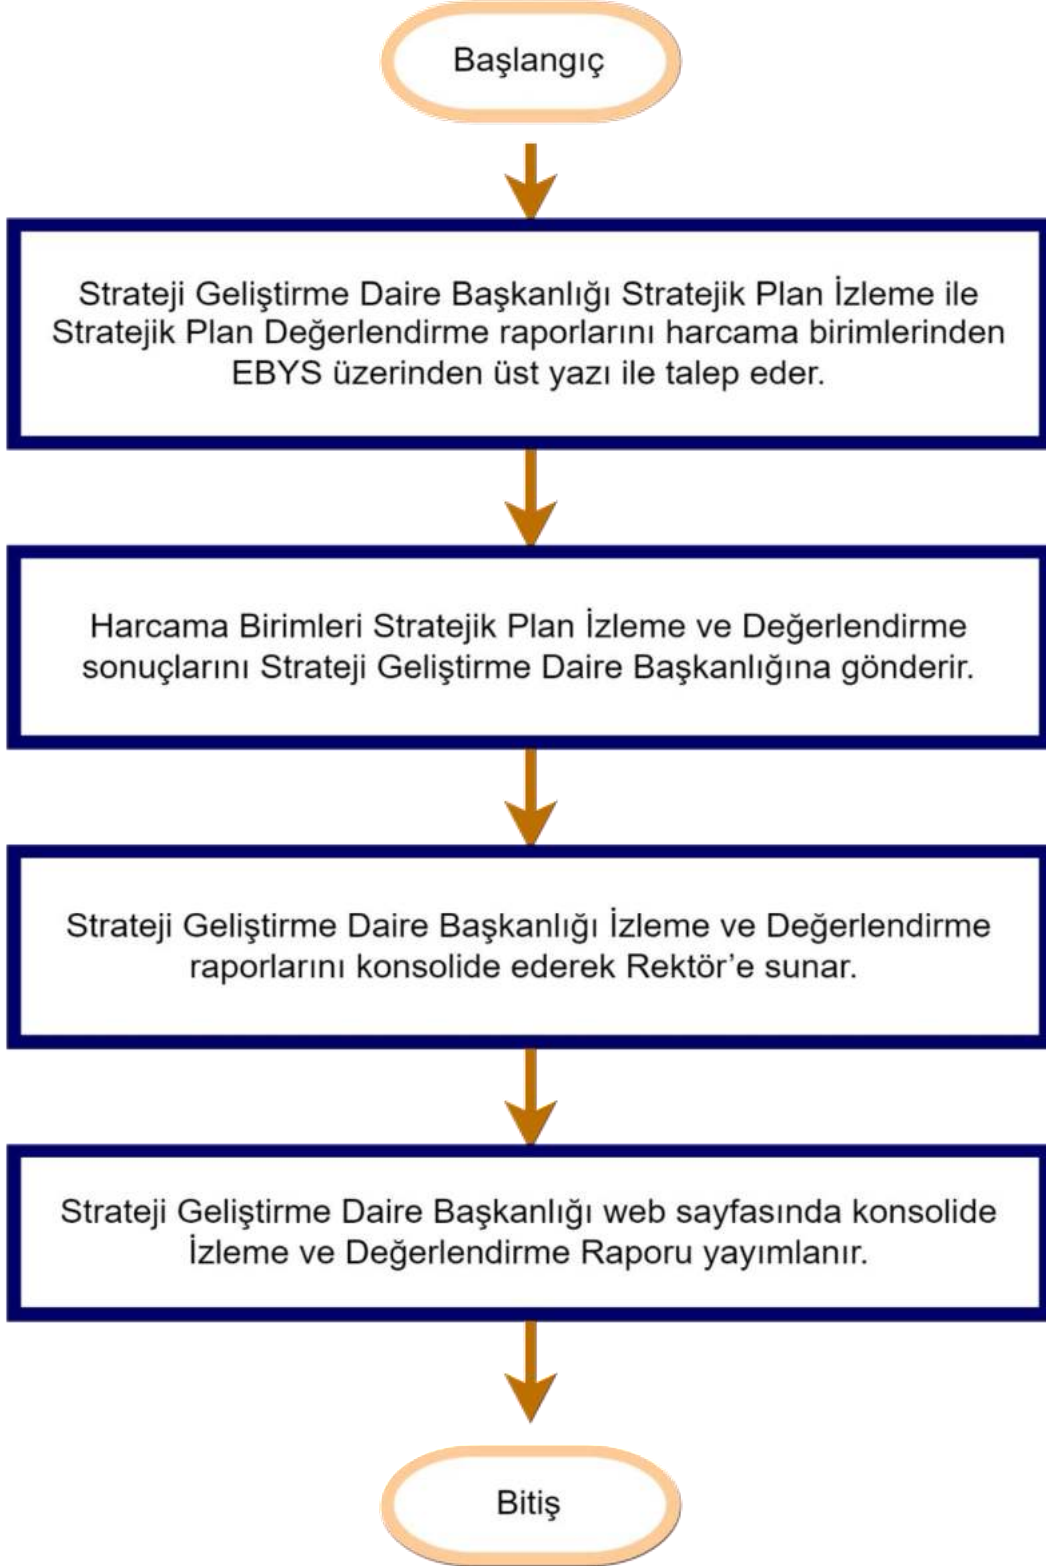 Başlangıç
Strateji Geliştirme Daire Başkanlığı Stratejik Plan İzleme ile
Stratejik Plan Değerlendirme raporlarını harcama birimlerinden
EBYS üzerinden üst yazı ile talep eder.
Harcama Birimleri Stratejik Plan İzleme ve Değerlendirme
sonuçlarını Strateji Geliştirme Daire Başkanlığına gönderir.
Strateji Geliştirme Daire Başkanlığı İzleme ve Değerlendirme
raporlarını konsolide ederek Rektör’e sunar.
Strateji Geliştirme Daire Başkanlığı web sayfasında konsolide
İzleme ve Değerlendirme Raporu yayımlanır.
Bitiş